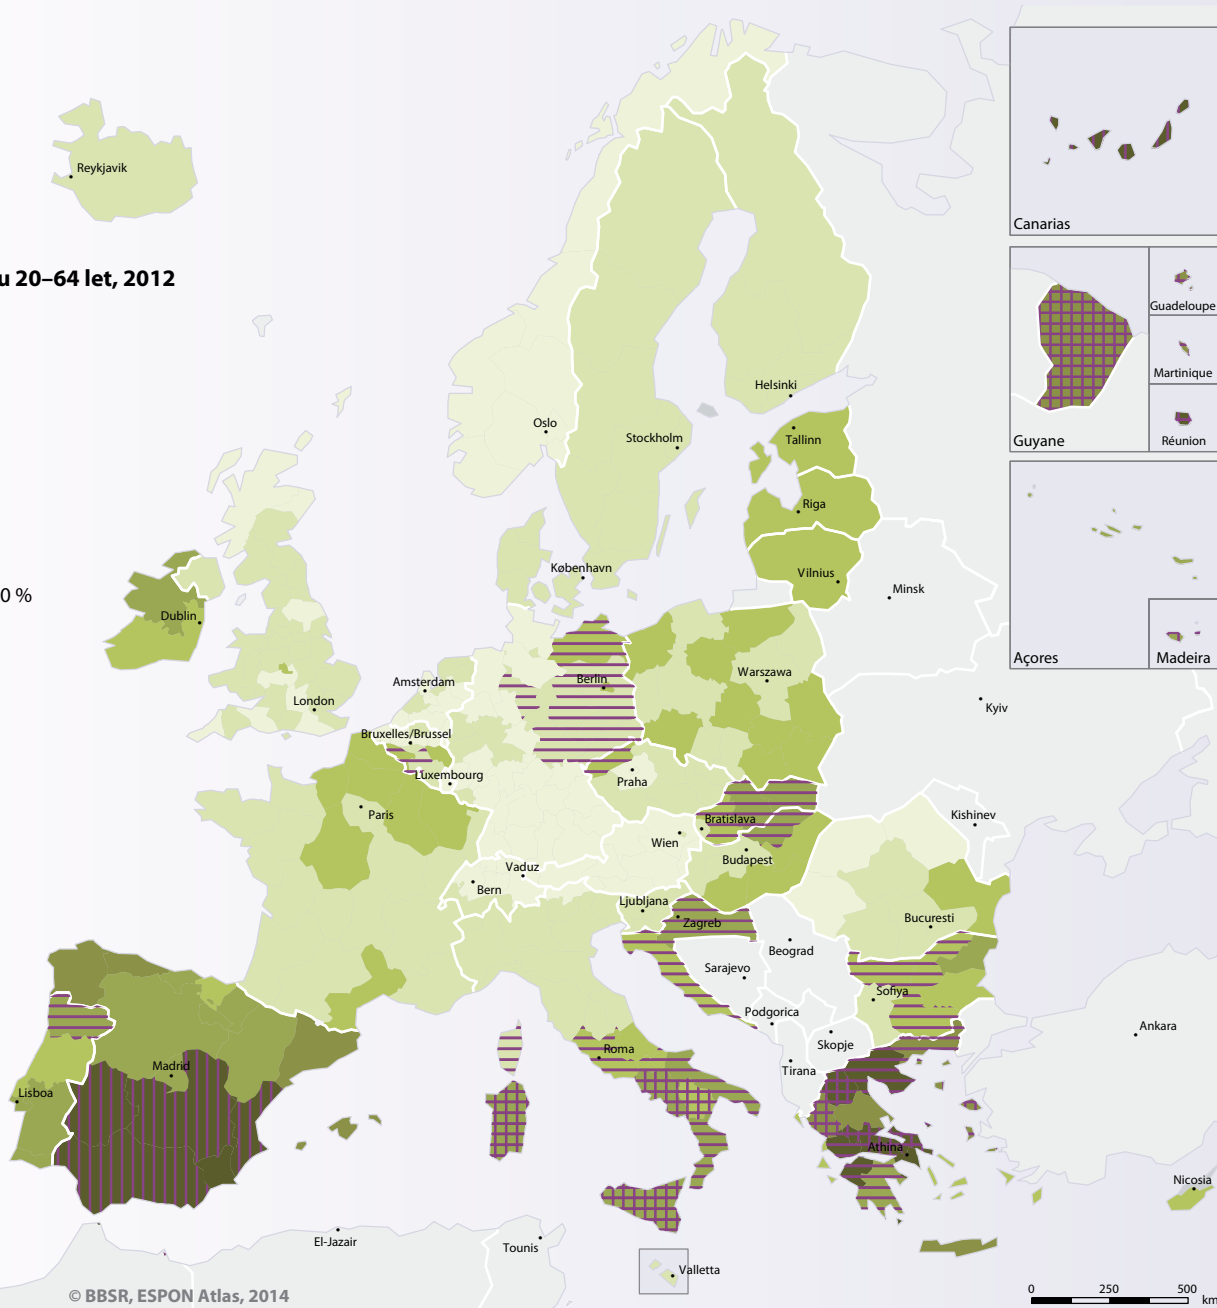 Reykjavik
Canarias
u 20–64 let, 2012
Guadeloupe
Martinique
Guyane
Réunion
Helsinki
Oslo
Stockholm
Tallinn
Riga
København
Vilnius
Minsk
0 %
Dublin
Açores
Madeira
Amsterdam
Berlin
Warszawa
London
Kyiv
Bruxelles/Brussel
Luxembourg
Praha
Paris
Bratislava
Kishinev
Wien
Budapest
Vaduz
Bern
Ljubljana
Zagreb
Bucuresti
Beograd
Sarajevo
Sofiya
Podgorica
Ankara
Skopje
Roma
Madrid
Tirana
Lisboa
Athina
Nicosia
El-Jazair
Tounis
Valletta
© BBSR, ESPON Atlas, 2014
0 250 500
km